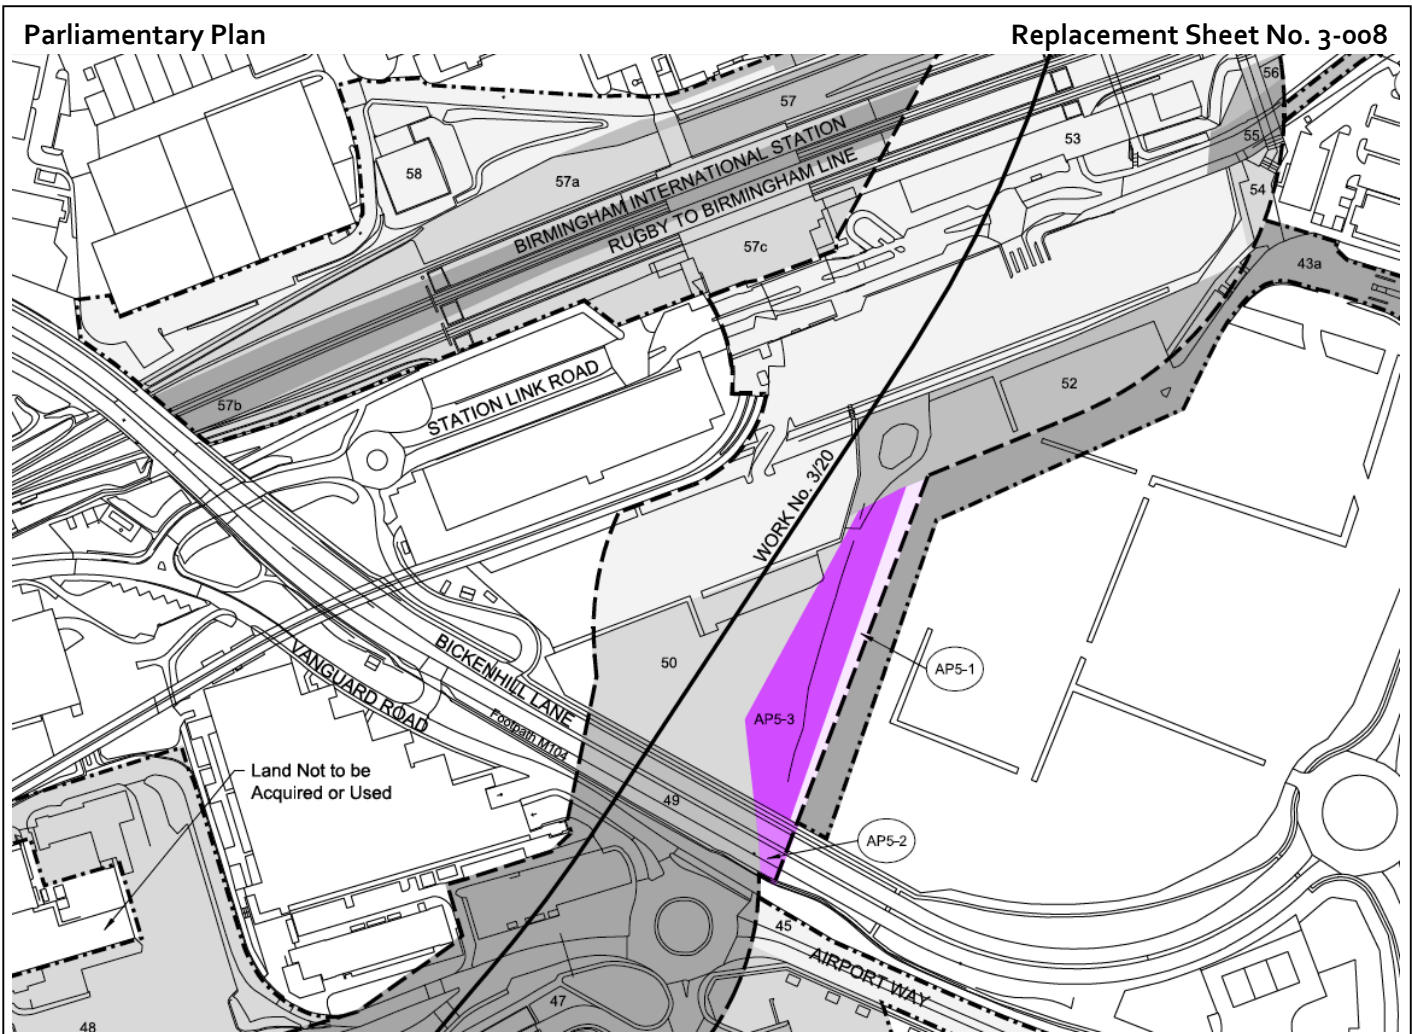 Parliamentary Plan
Replacement Sheet No. 3-008
56
57
53
55
58
57a
BIRMINGHAM INTERNATIONAL STATION
RUGBY TO BIRMINGHAM LINE
54
57c
43a
52
57b
STATION LINK ROAD
WORK No. 3/20
50
AP5-1
BICKENHILL LANE
VANGUARD ROAD
Footpath M104
AP5-3
Land Not to be
Acquired or Used
49
AP5-2
45
AIRPORT WAY
47
48